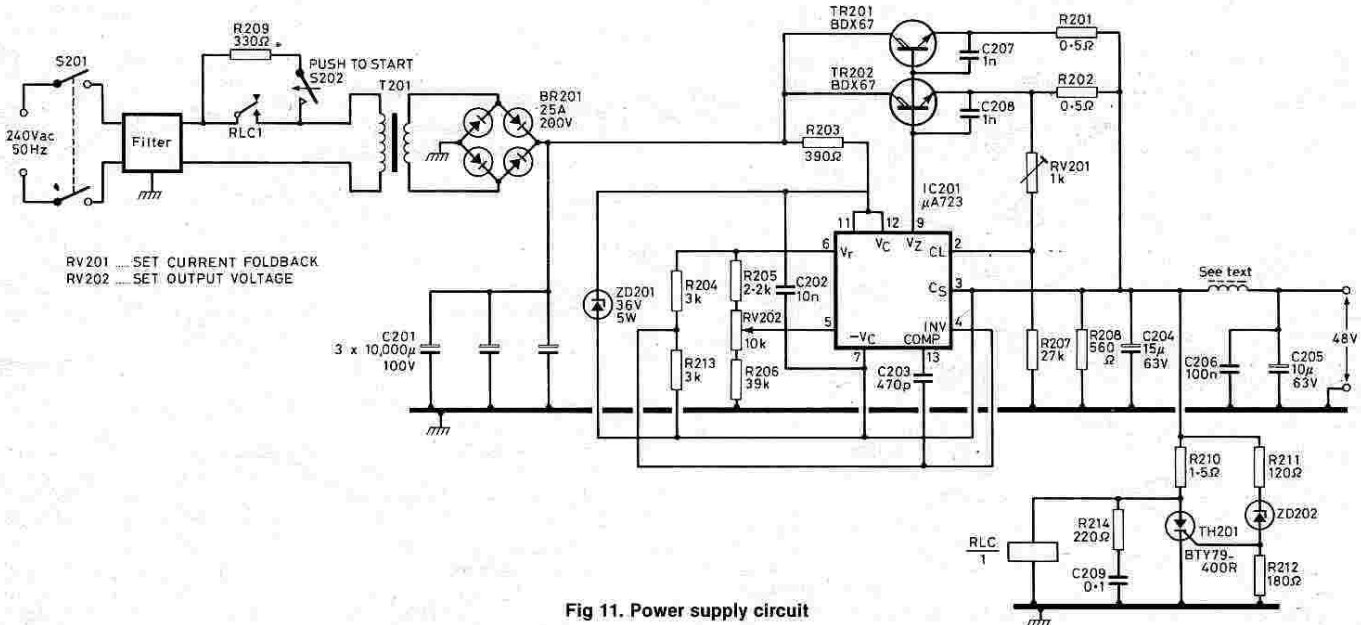 S201
240Vac
50Hz
Filter
R209
330Ω
PUSH TO START
S202
RLC1
T201
BR201
25A
200V
TR201
BDX67
TR202
BDX67
C207
1n
C208
1n
R201
0·5Ω
R202
0·5Ω
R203
390Ω
RV201
1k
IC201
μA723
11
12
9
VC
VZ
6
Vr
CL
2
CS
3
INV
4
5
-VC
7
COMP
13
RV201 .... SET CURRENT FOLDBACK
RV202 .... SET OUTPUT VOLTAGE
C201
3 x 10,000μ
100V
ZD201
36V
5W
R204
3k
R213
3k
R205
2·2k
RV202
10k
R206
39k
C202
10n
C203
470p
R207
27k
R208
560
Ω
C204
15μ
63V
See text
C206
100n
C205
10μ
63V
48V
R210
1·5Ω
R211
120Ω
ZD202
TH201
BTY79-
400R
R212
180Ω
RLC
1
R214
220Ω
C209
0·1
Fig 11. Power supply circuit